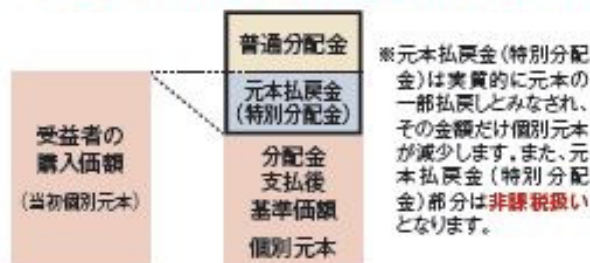 普通分配金
元本払戻金
(特別分配金)
受益者の
購入価額
(当初個別元本)
分配金
支払後
基準価額
個別元本
※元本払戻金(特別分配
金)は実質的に元本の
一部払戻しとみなされ、
その金額だけ個別元本
が減少します。また、元
本払戻金(特別分配
金)部分は非課税扱い
となります。